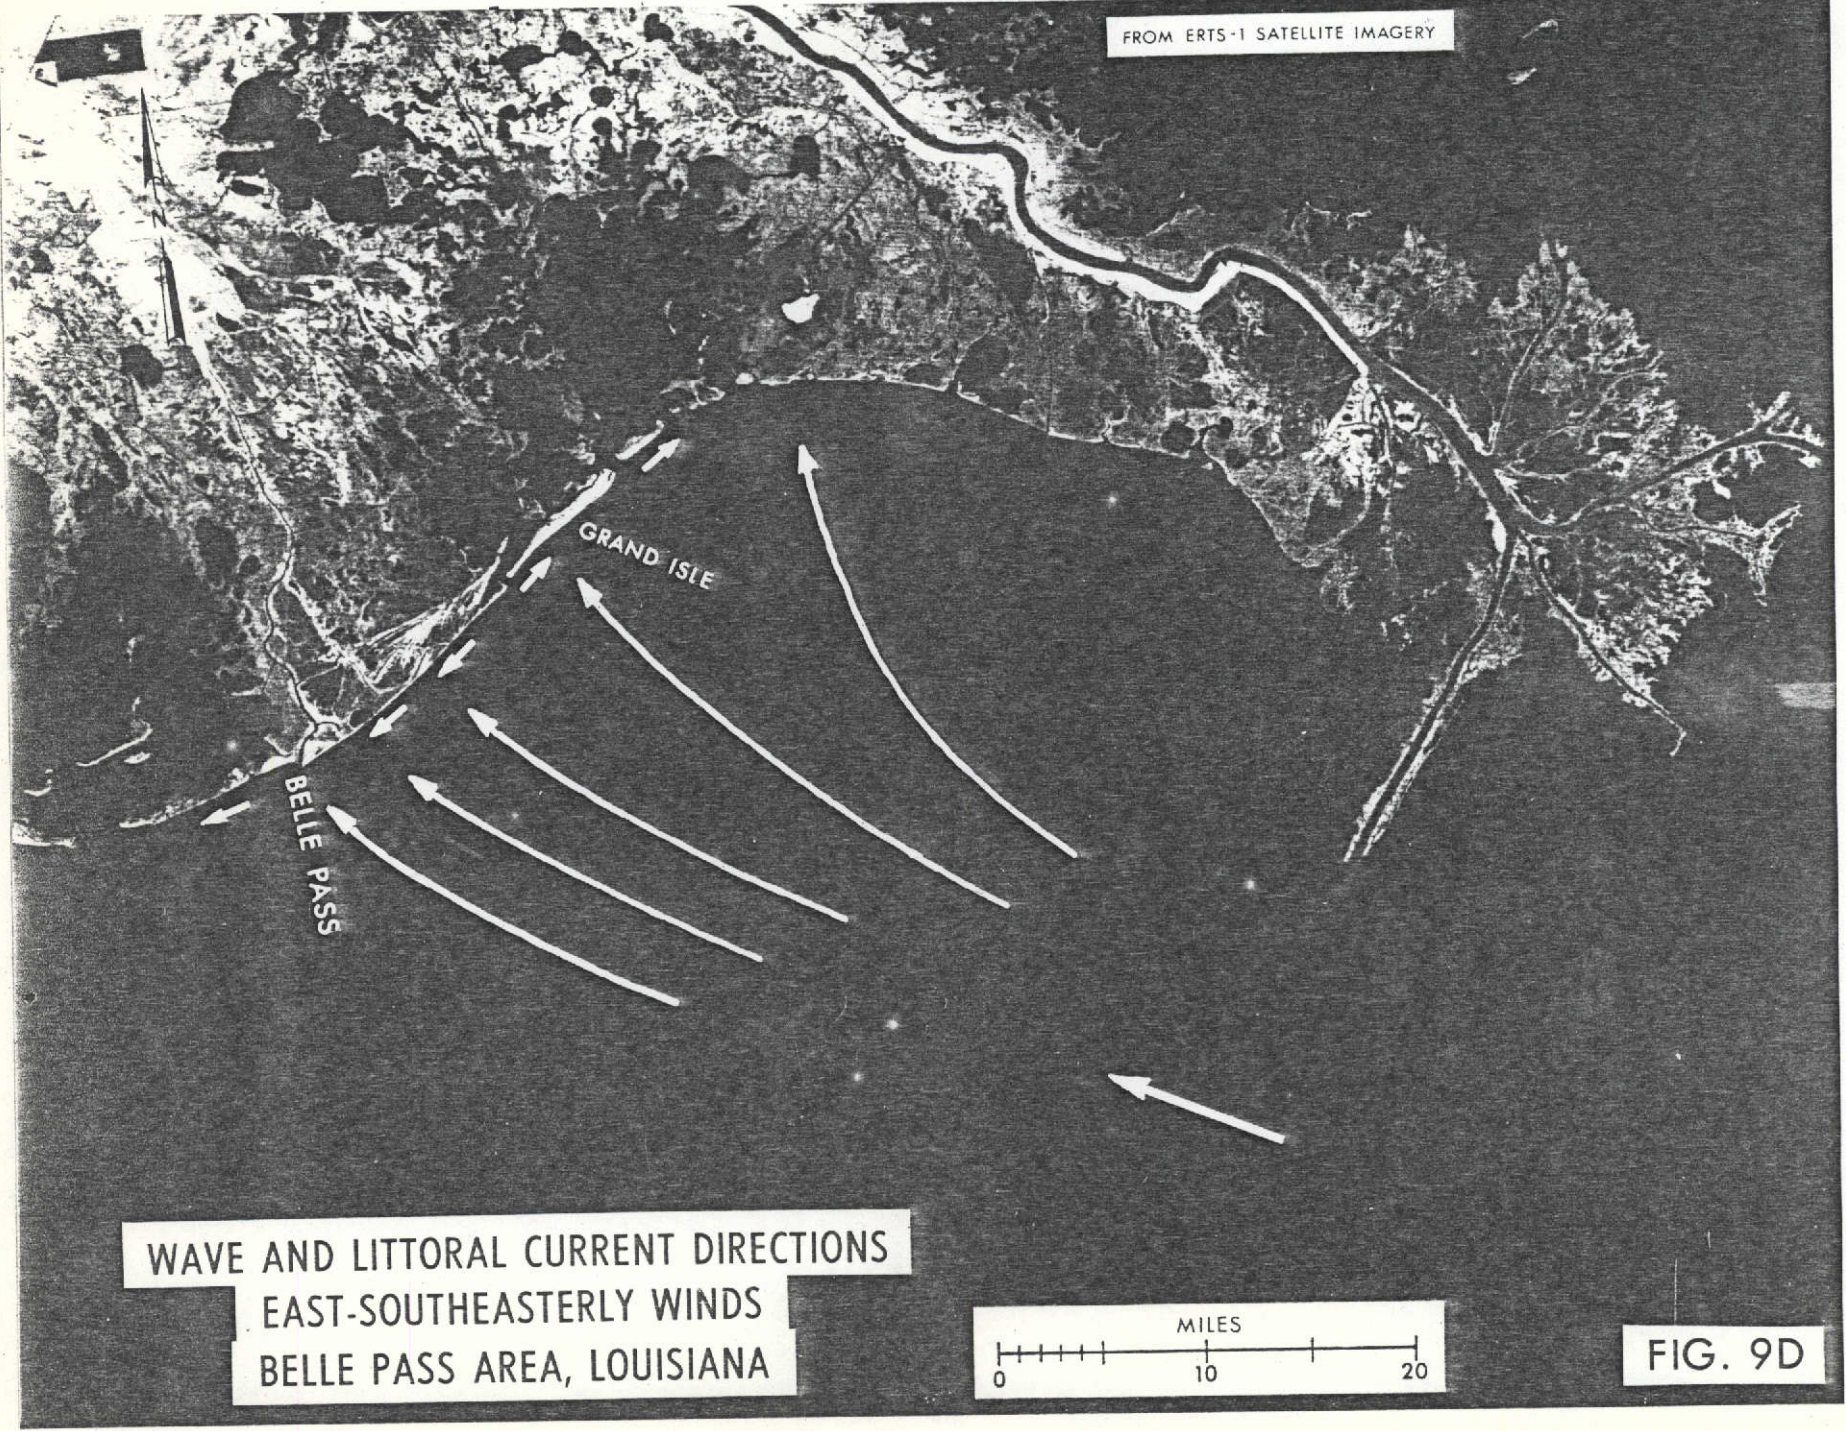 FROM ERTS-1 SATELLITE IMAGERY
GRAND ISLE
BELLE PASS
WAVE AND LITTORAL CURRENT DIRECTIONS
EAST-SOUTHEASTERLY WINDS
BELLE PASS AREA, LOUISIANA
MILES
0 10 20
FIG. 9D